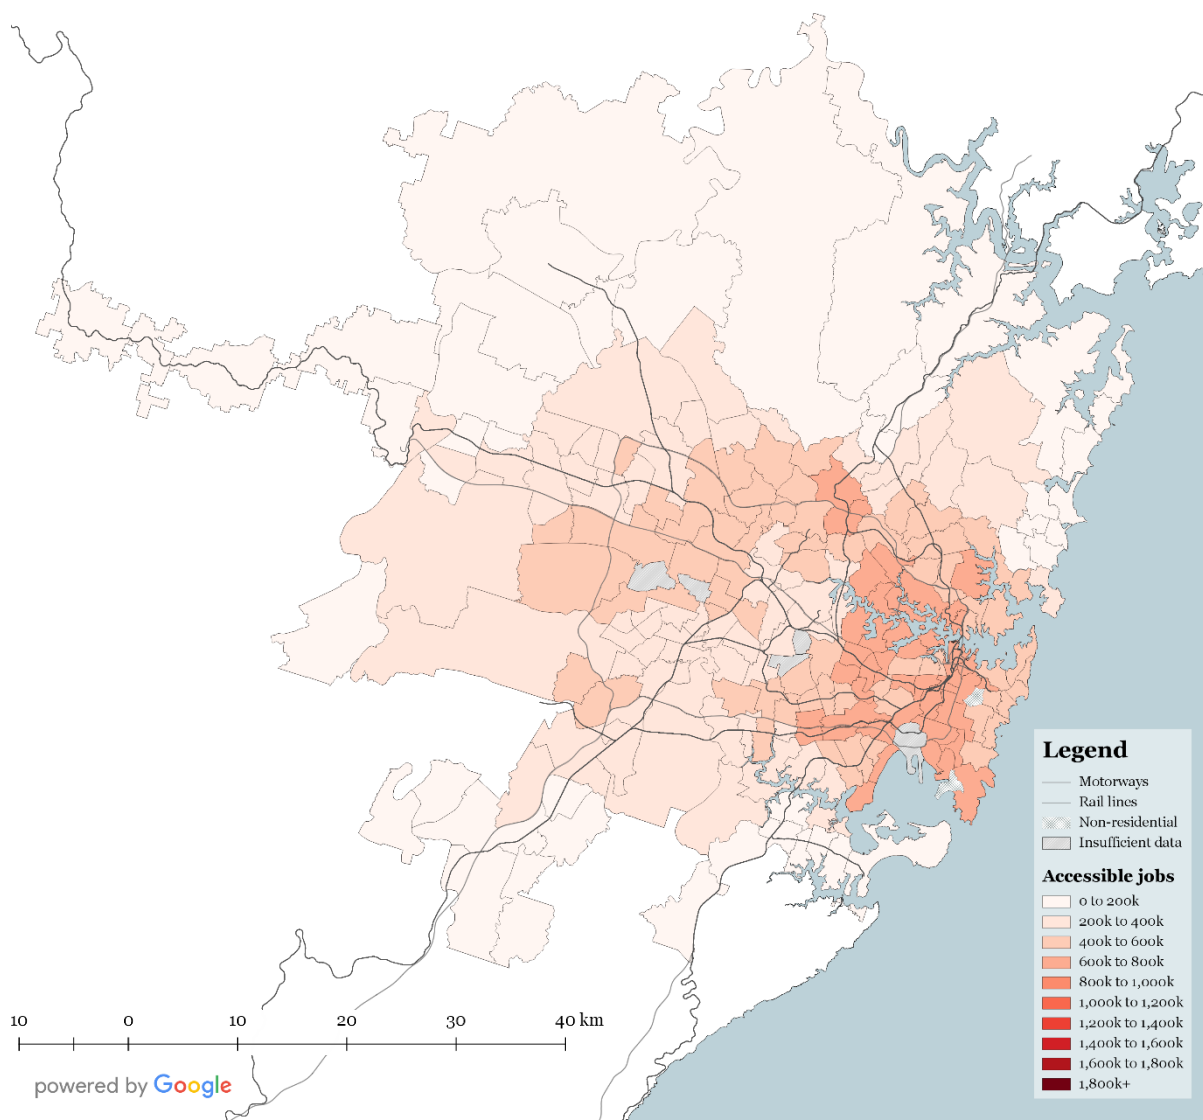 Legend
Motorways
Rail lines
Non-residential
Insufficient data
Accessible jobs
0 to 200k
200k to 400k
400k to 600k
600k to 800k
800k to 1,000k
1,000k to 1,200k
1,200k to 1,400k
1,400k to 1,600k
1,600k to 1,800k
1,800k+
10 0 10 20 30 40 km
powered by Google